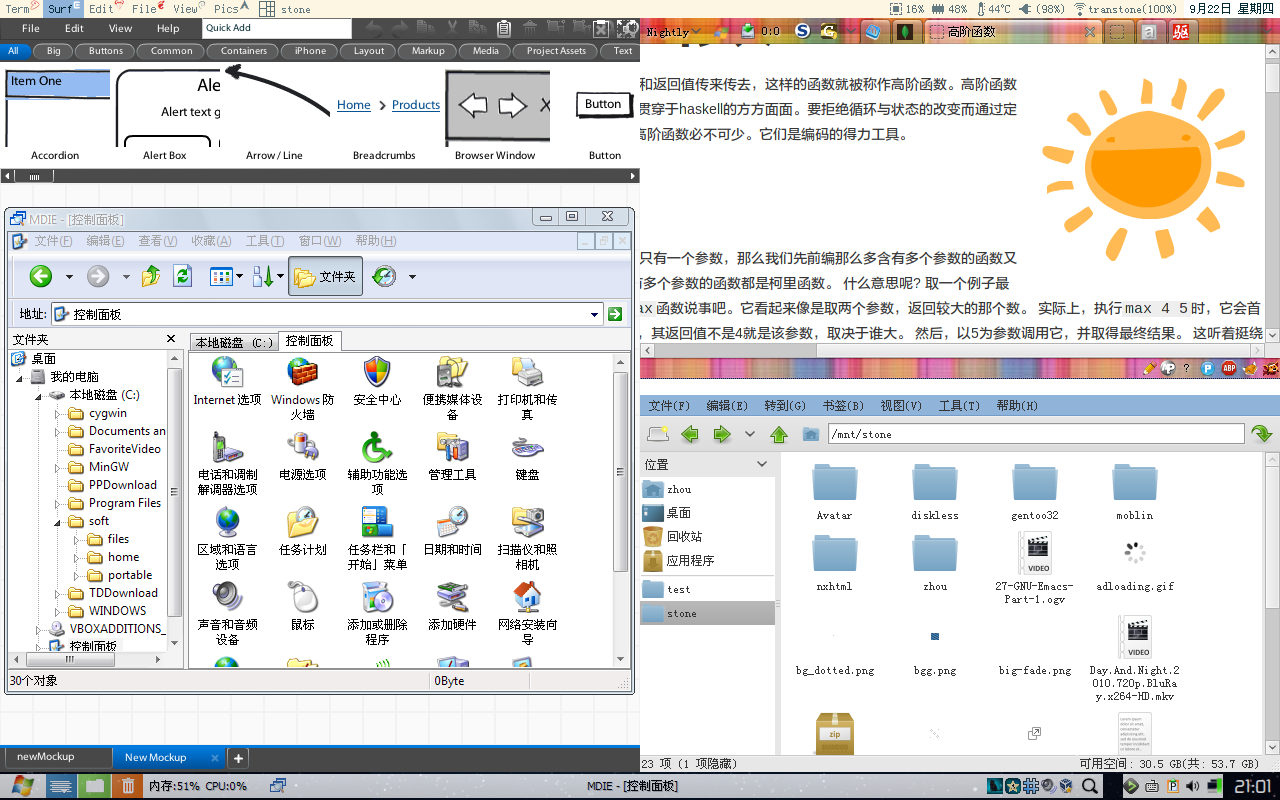 Term Surf Edit File View Pics stone
16% 48% 44℃ (98%) transtone(100%) 9月22日 星期四
File Edit View Help Quick Add
All Big Buttons Common Containers iPhone Layout Markup Media Project Assets Text
Item One
Ale
Alert text g
Home Products
Button
Accordion Alert Box Arrow / Line Breadcrumbs Browser Window Button
MDIE - [控制面板]
文件(F) 编辑(E) 查看(V) 收藏(A) 工具(T) 窗口(W) 帮助(H)
文件夹
地址: 控制面板
文件夹
桌面
我的电脑
本地磁盘 (C:)
cygwin
Documents an
FavoriteVideo
MinGW
PPDownload
Program Files
soft
files
home
portable
TDDownload
WINDOWS
VBOXADDITIONS_
控制面板
本地磁盘 (C:) 控制面板
Internet 选项
Windows 防
火墙
安全中心
便携媒体设
备
打印机和传
真
电话和调制
解调器选项
电源选项
辅助功能选
项
管理工具
键盘
区域和语言
选项
任务计划
任务栏和「
开始」菜单
日期和时间
扫描仪和照
相机
声音和音频
设备
鼠标
添加或删除
程序
添加硬件
网络安装向
导
30个对象 0Byte
newMockup New Mockup
Nightly 0:0 高阶函数
和返回值传来传去，这样的函数就被称作高阶函数。高阶函数
贯穿于haskell的方方面面。要拒绝循环与状态的改变而通过定
高阶函数必不可少。它们是编码的得力工具。
只有一个参数，那么我们先前编那么多含有多个参数的函数又
有多个参数的函数都是柯里函数。 什么意思呢? 取一个例子最
ax 函数说事吧。它看起来像是取两个参数，返回较大的那个数。 实际上，执行 max 4 5 时，它会首
，其返回值不是4就是该参数，取决于谁大。 然后，以5为参数调用它，并取得最终结果。 这听着挺绕
ABP
文件(F) 编辑(E) 转到(G) 书签(B) 视图(V) 工具(T) 帮助(H)
/mnt/stone
位置
zhou
桌面
回收站
应用程序
test
stone
Avatar diskless gentoo32 moblin
nxhtml zhou
27-GNU-Emacs-
Part-1.ogv
adloading.gif
VIDEO
bg_dotted.png bgg.png big-fade.png
VIDEO
Day.And.Night.2
010.720p.BluRa
y.x264-HD.mkv
zip
23 项 (1 项隐藏) 可用空间: 30.5 GB(共: 53.7 GB)
内存:51% CPU:0% MDIE - [控制面板] 21:01